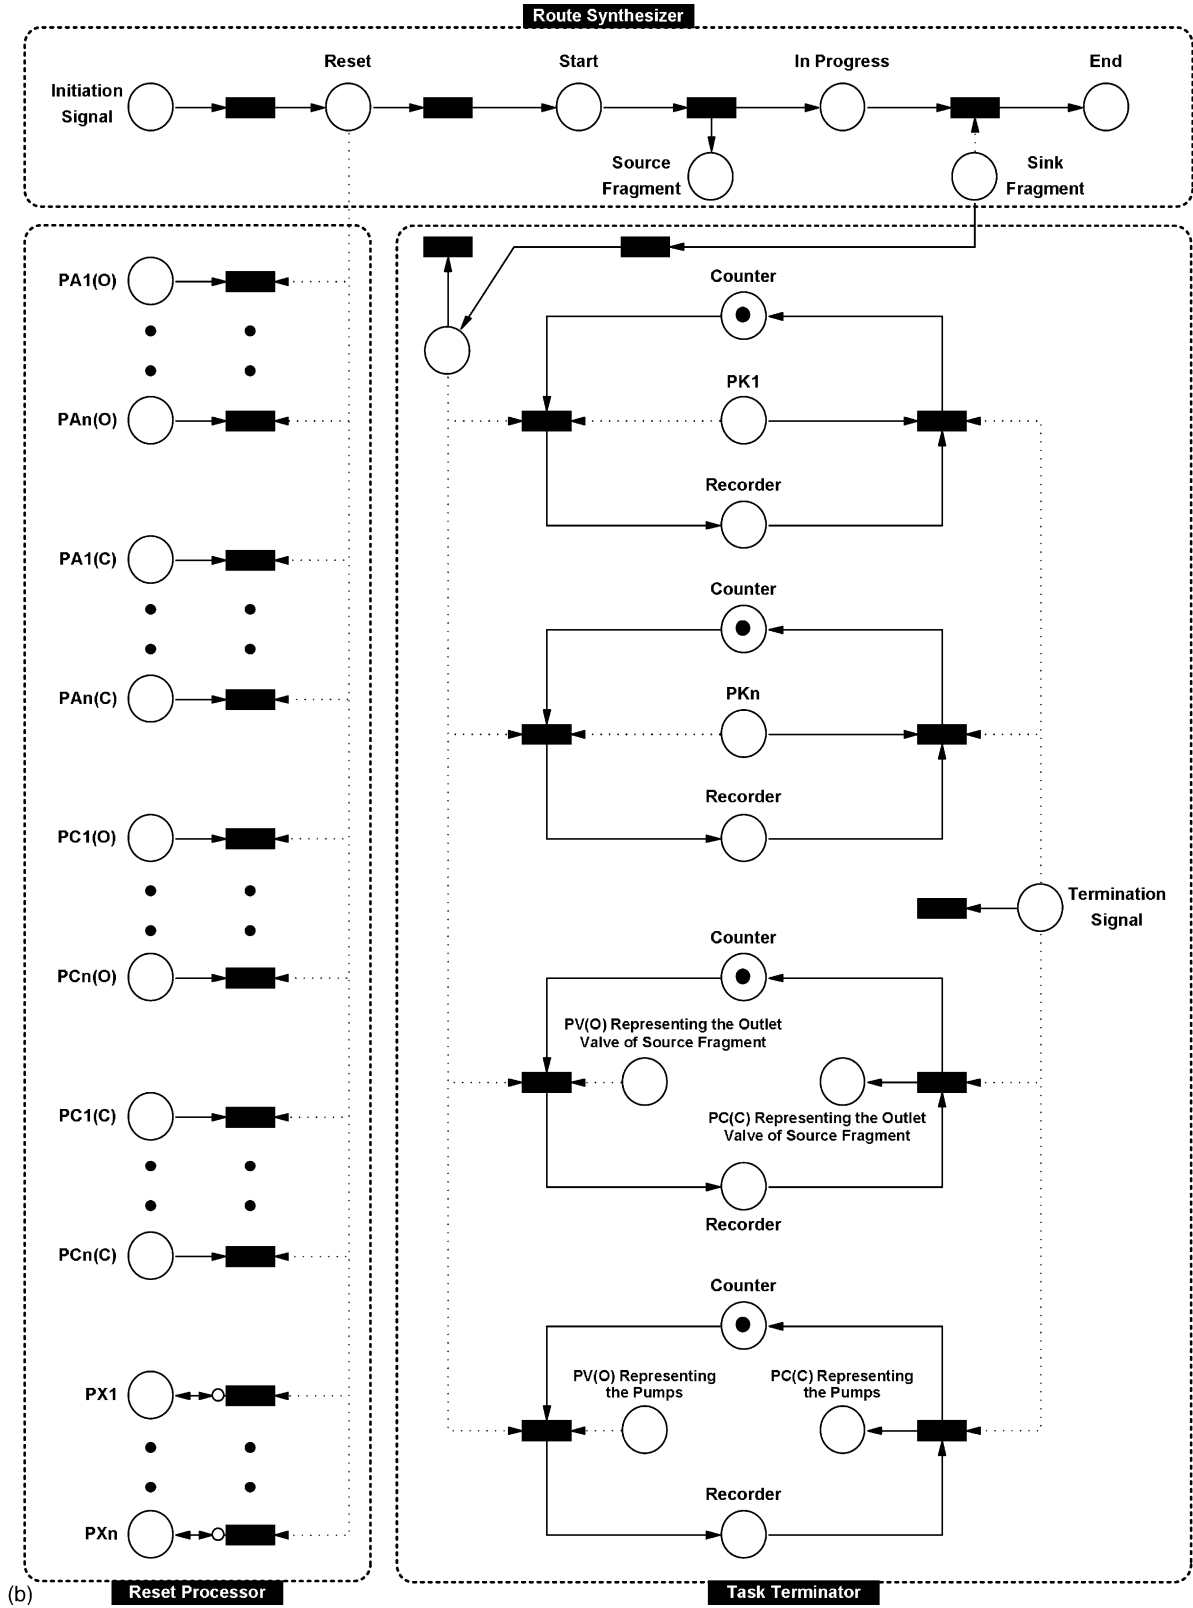 Route Synthesizer
Reset
Start
In Progress
End
Initiation
Signal
Source
Fragment
Sink
Fragment
PA1(O)
PAn(O)
PA1(C)
PAn(C)
PC1(O)
PCn(O)
PC1(C)
PCn(C)
PX1
PXn
Counter
PK1
Recorder
Counter
PKn
Recorder
Termination
Signal
Counter
PV(O) Representing the Outlet
Valve of Source Fragment
PC(C) Representing the Outlet
Valve of Source Fragment
Recorder
Counter
PV(O) Representing
the Pumps
PC(C) Representing
the Pumps
Recorder
(b)
Reset Processor
Task Terminator